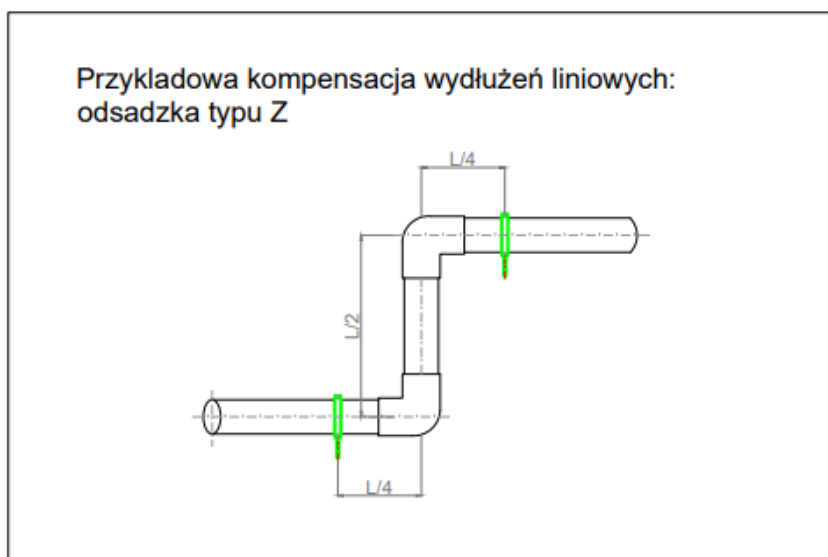 Przykladowa kompensacja wydłużeń liniowych:
odsadzka typu Z
L/4
L/2
L/4